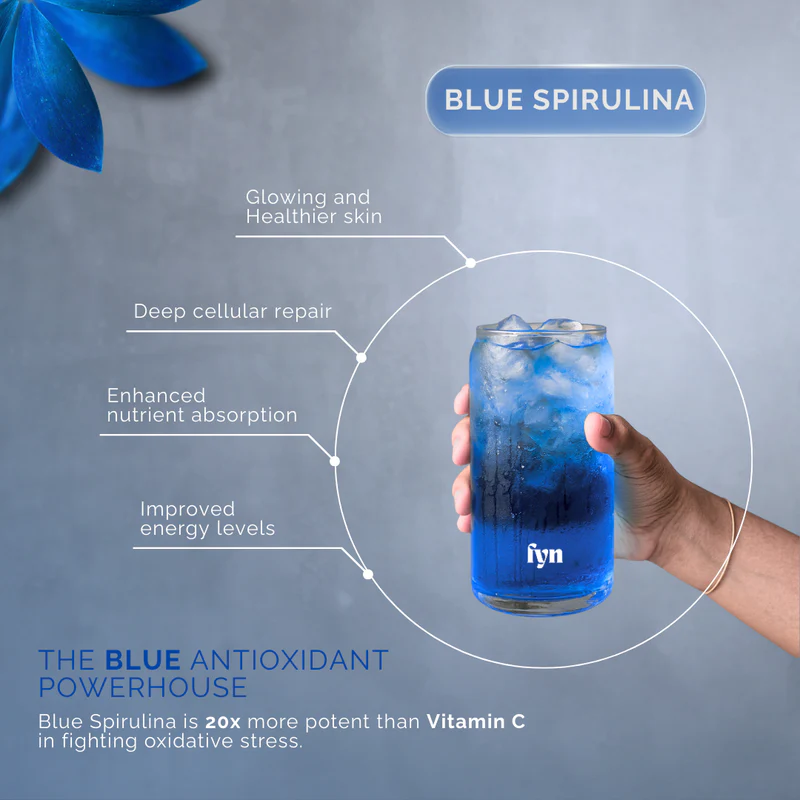 BLUE SPIRULINA
Glowing and
Healthier skin
Deep cellular repair
Enhanced
nutrient absorption
Improved
energy levels
fyn
THE BLUE ANTIOXIDANT
POWERHOUSE
Blue Spirulina is 20x more potent than Vitamin C
in fighting oxidative stress.